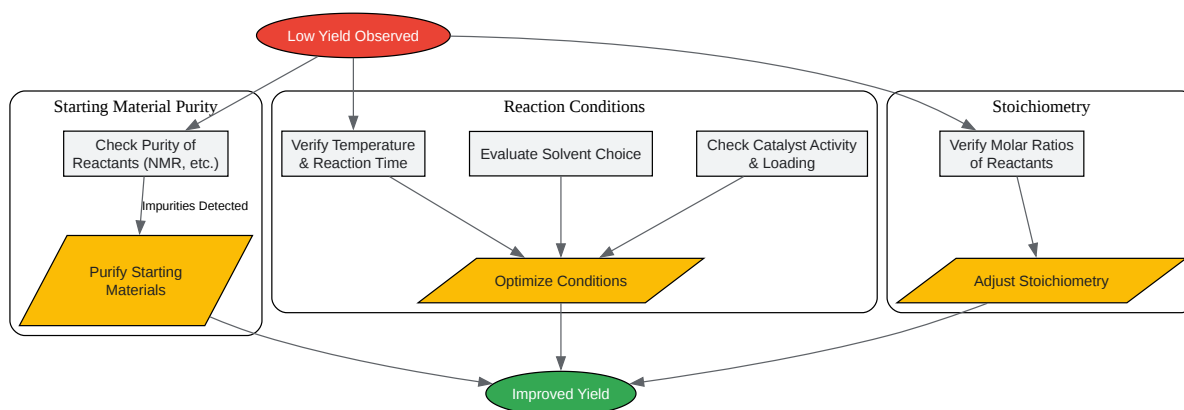 Low Yield Observed
Starting Material Purity
Check Purity of
Reactants (NMR, etc.)
Impurities Detected
Purify Starting
Materials
Reaction Conditions
Verify Temperature
& Reaction Time
Evaluate Solvent Choice
Check Catalyst Activity
& Loading
Optimize Conditions
Stoichiometry
Verify Molar Ratios
of Reactants
Adjust Stoichiometry
Improved Yield